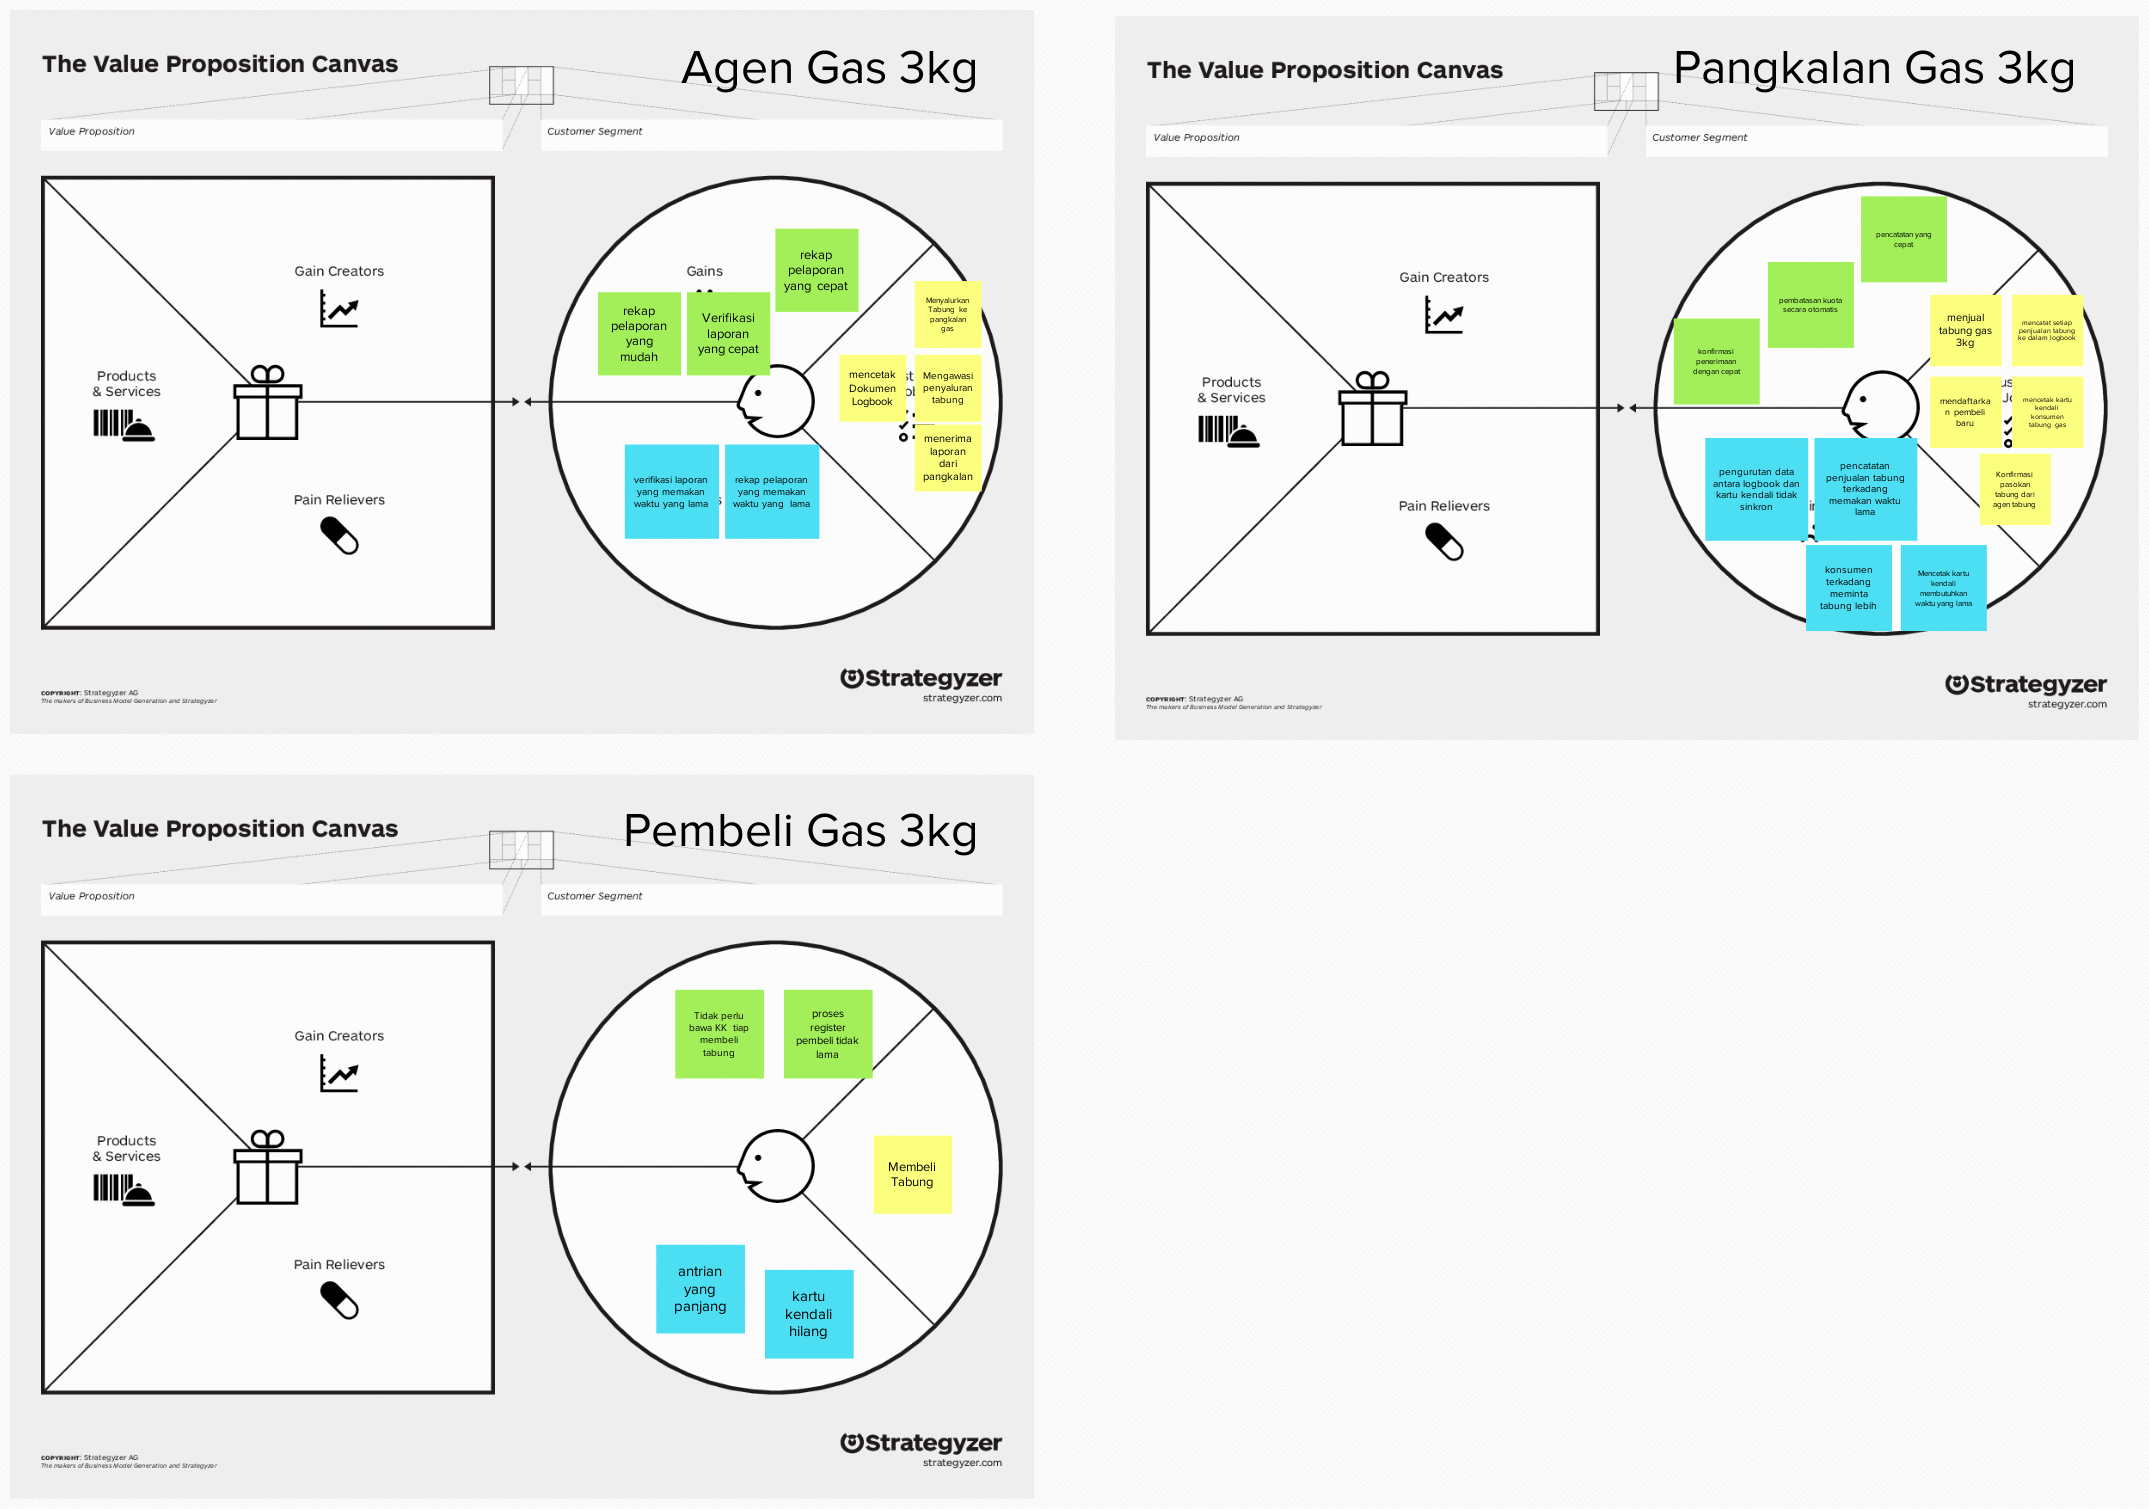 The Value Proposition Canvas
Agen Gas 3kg
Value Proposition
Customer Segment
Gain Creators
Products
& Services
Pain Relievers
Gains
rekap
pelaporan
yang cepat
rekap
pelaporan
yang
mudah
Verifikasi
laporan
yang cepat
Menyalurkan
Tabung ke
pangkalan
gas
mencetak
Dokumen
Logbook
Mengawasi
penyaluran
tabung
menerima
laporan
dari
pangkalan
verifikasi laporan
yang memakan
waktu yang lama
rekap pelaporan
yang memakan
waktu yang lama
COPYRIGHT: Strategyzer AG
The makers of Business Model Generation and Strategyzer
Strategyzer
strategyzer.com
The Value Proposition Canvas
Pangkalan Gas 3kg
Value Proposition
Customer Segment
Gain Creators
Products
& Services
Pain Relievers
pencatatan yang
cepat
pembatasan kuota
secara otomatis
konfirmasi
penerimaan
dengan cepat
menjual
tabung gas
3kg
mencatat setiap
penjualan tabung
ke dalam logbook
mendaftarka
n pembeli
baru
mencetak kartu
kendali
konsumen
tabung gas
Konfirmasi
pasokan
tabung dari
agen tabung
pengurutan data
antara logbook dan
kartu kendali tidak
sinkron
pencatatan
penjualan tabung
terkadang
memakan waktu
lama
konsumen
terkadang
meminta
tabung lebih
Mencetak kartu
kendali
membutuhkan
waktu yang lama
COPYRIGHT: Strategyzer AG
The makers of Business Model Generation and Strategyzer
Strategyzer
strategyzer.com
The Value Proposition Canvas
Pembeli Gas 3kg
Value Proposition
Customer Segment
Gain Creators
Products
& Services
Pain Relievers
Tidak perlu
bawa KK tiap
membeli
tabung
proses
register
pembeli tidak
lama
Membeli
Tabung
antrian
yang
panjang
kartu
kendali
hilang
COPYRIGHT: Strategyzer AG
The makers of Business Model Generation and Strategyzer
Strategyzer
strategyzer.com